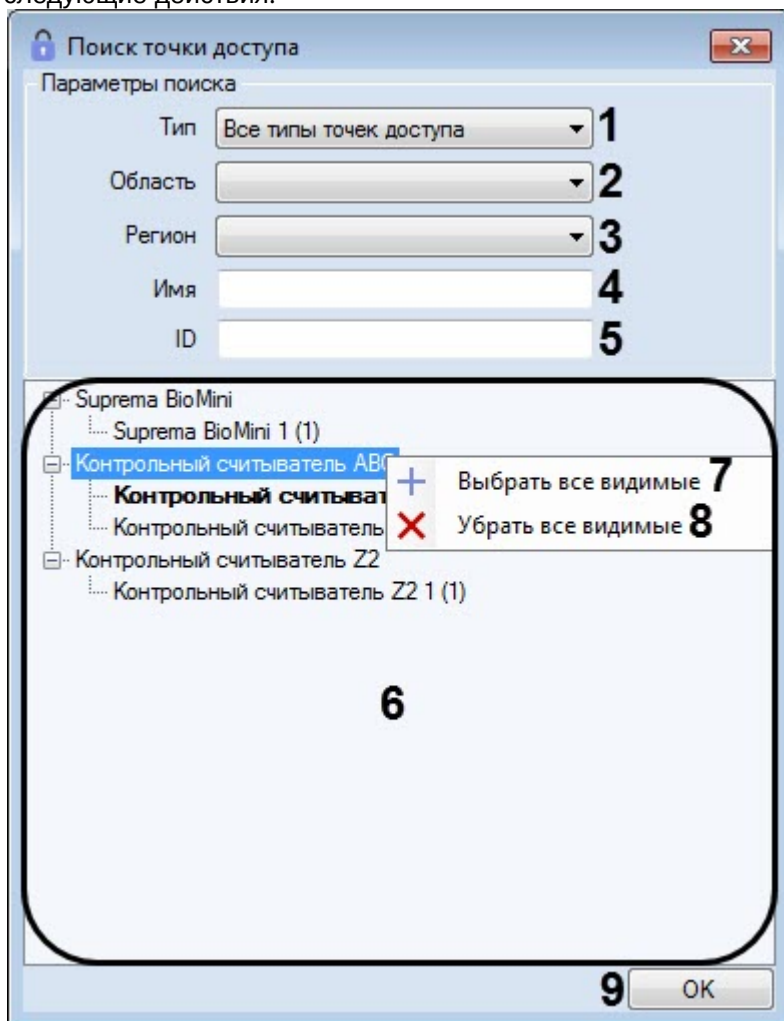 следующие действия:
Поиск точки доступа
Параметры поиска
Тип Все типы точек доступа 1
Область 2
Регион 3
Имя 4
ID 5
Suprema BioMini
Suprema BioMini 1 (1)
Контрольный считыватель
Выбрать все видимые 7
Контрольный
Убрать все видимые 8
Контрольный считыватель
Контрольный считыватель Z2
Контрольный считыватель Z2 1 (1)
6
9 OK